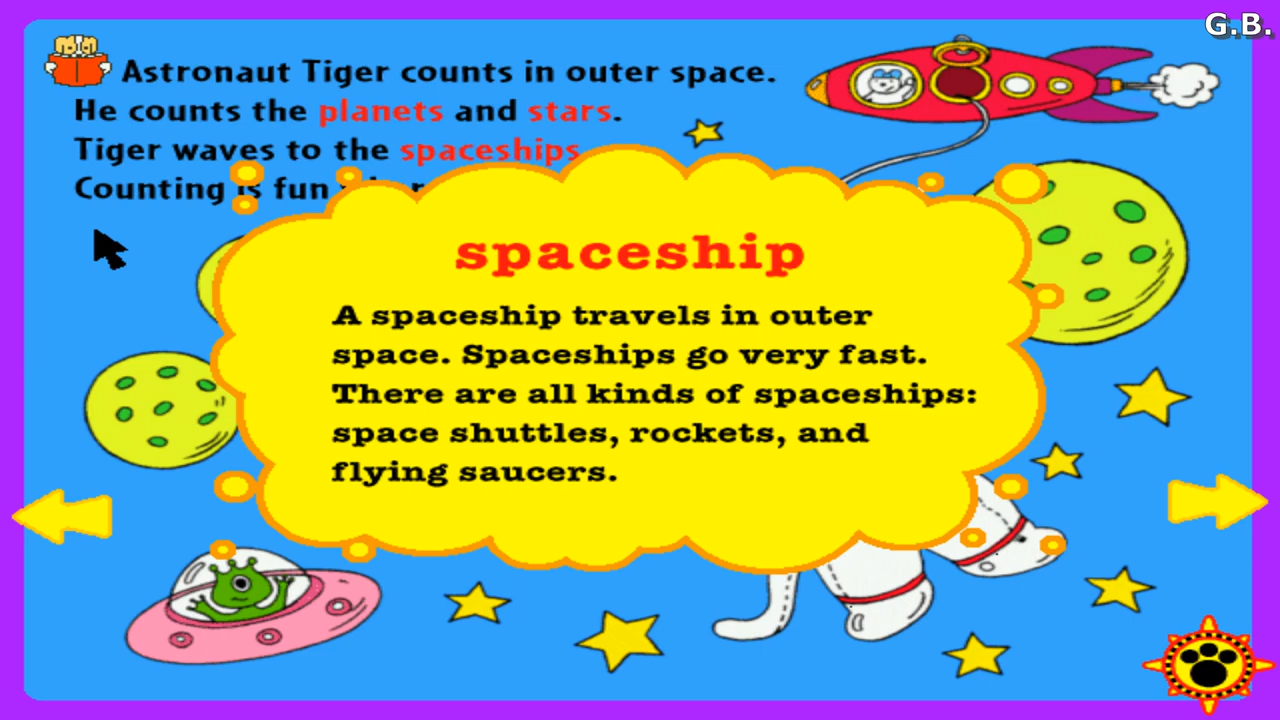 G.B.
Astronaut Tiger counts in outer space.
He counts the planets and stars.
Tiger waves to the spaceships
Counting is fun
spaceship
A spaceship travels in outer
space. Spaceships go very fast.
There are all kinds of spaceships:
space shuttles, rockets, and
flying saucers.